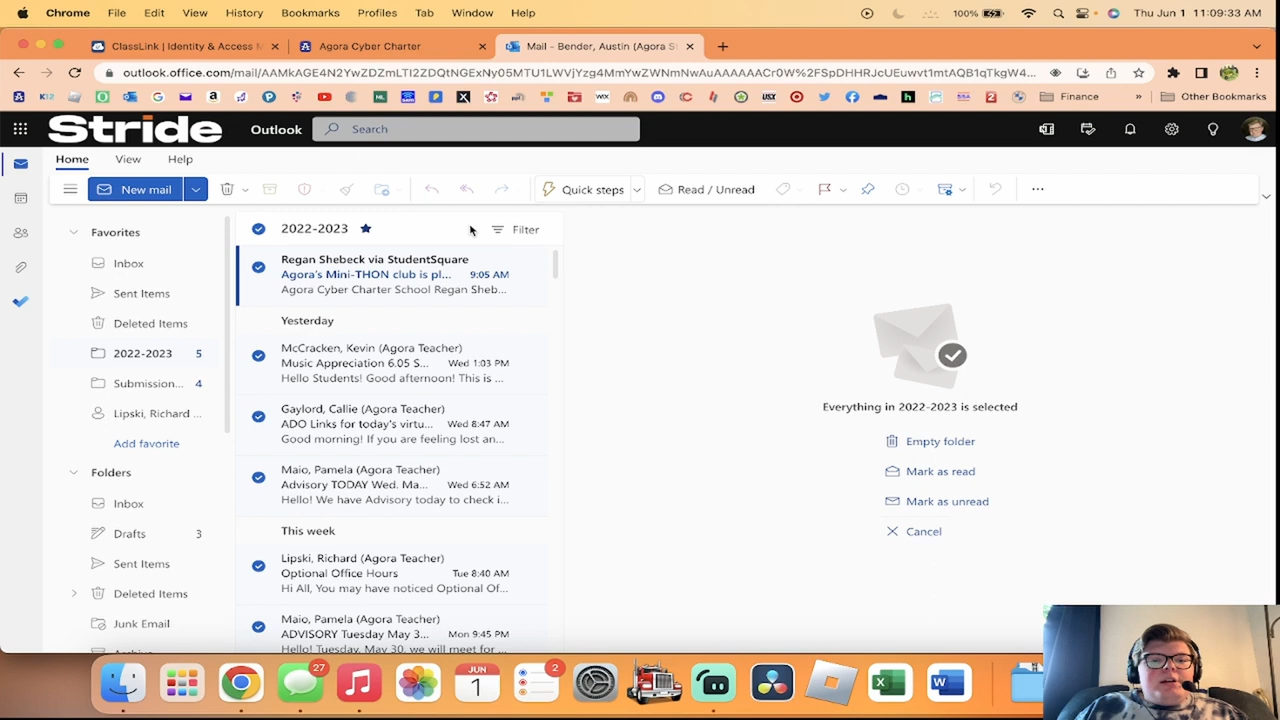 Chrome File Edit View History Bookmarks Profiles Tab Window Help 100% Thu Jun 1 11:09:33 AM
ClassLink | Identity & Access M Agora Cyber Charter Mail - Bender, Austin (Agora St
outlook.office.com/mail/AAMkAGE4N2YwZDZmLTI2ZDQtNGExNy05MTU1LWVjYzg4MmYwZWNmNwAuAAAAAACr0W%2FSpDHHRJcUEuwvt1mtAQB1qTkgW4...
Finance » Other Bookmarks
Stride Outlook Search
Home View Help
New mail Quick steps Read / Unread
Favorites
Inbox
Sent Items
Deleted Items
2022-2023 5
Submission... 4
Lipski, Richard ...
Add favorite
Folders
Inbox
Drafts 3
Sent Items
Deleted Items
Junk Email
2022-2023 Filter
Regan Shebeck via StudentSquare
Agora's Mini-THON club is pl... 9:05 AM
Agora Cyber Charter School Regan Sheb...
Yesterday
McCracken, Kevin (Agora Teacher)
Music Appreciation 6.05 S... Wed 1:03 PM
Hello Students! Good afternoon! This is ...
Gaylord, Callie (Agora Teacher)
ADO Links for today's virtu... Wed 8:47 AM
Good morning! If you are feeling lost an...
Maio, Pamela (Agora Teacher)
Advisory TODAY Wed. Ma... Wed 6:52 AM
Hello! We have Advisory today to check i...
This week
Lipski, Richard (Agora Teacher)
Optional Office Hours Tue 8:40 AM
Hi All, You may have noticed Optional Of...
Maio, Pamela (Agora Teacher)
ADVISORY Tuesday May 3... Mon 9:45 PM
Hello! Tuesday, May 30, we will meet for ...
Everything in 2022-2023 is selected
Empty folder
Mark as read
Mark as unread
Cancel
27
JUN
1
2